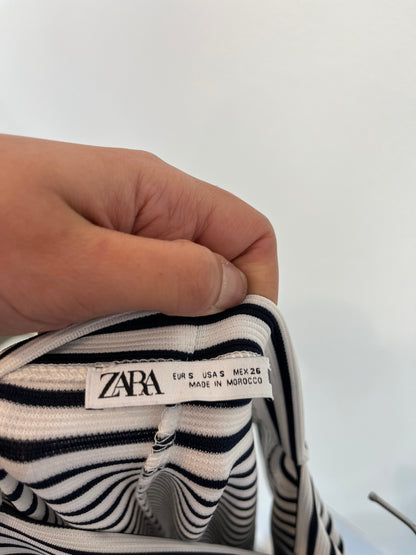 ZARA
EUR S USA S MEX 26
MADE IN MOROCCO